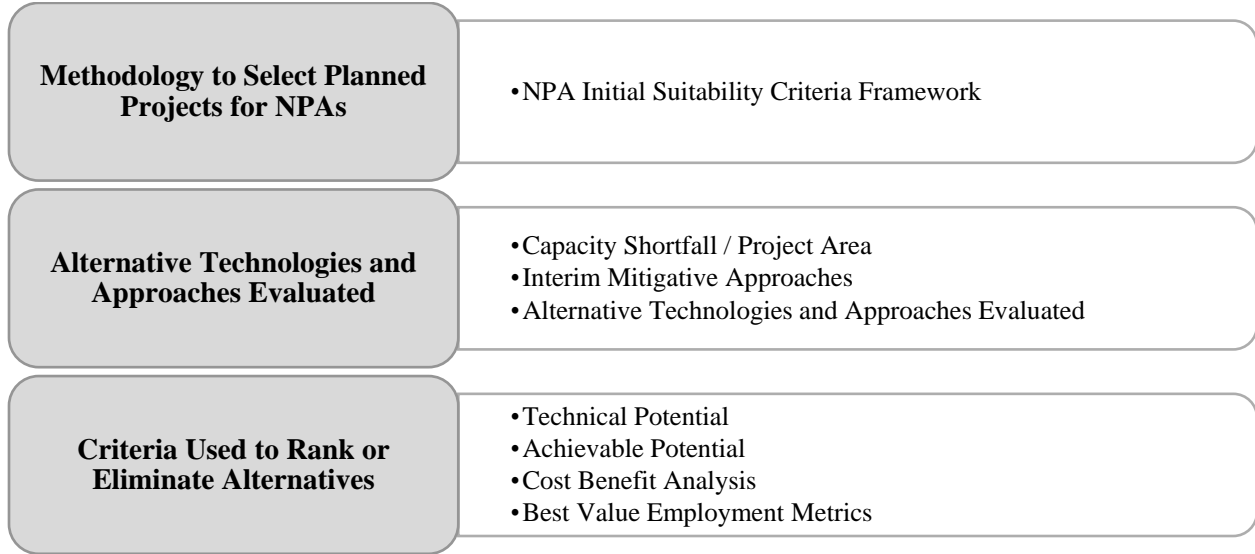 Methodology to Select Planned
Projects for NPAs
•NPA Initial Suitability Criteria Framework
Alternative Technologies and
Approaches Evaluated
•Capacity Shortfall / Project Area
•Interim Mitigative Approaches
•Alternative Technologies and Approaches Evaluated
Criteria Used to Rank or
Eliminate Alternatives
•Technical Potential
•Achievable Potential
•Cost Benefit Analysis
•Best Value Employment Metrics